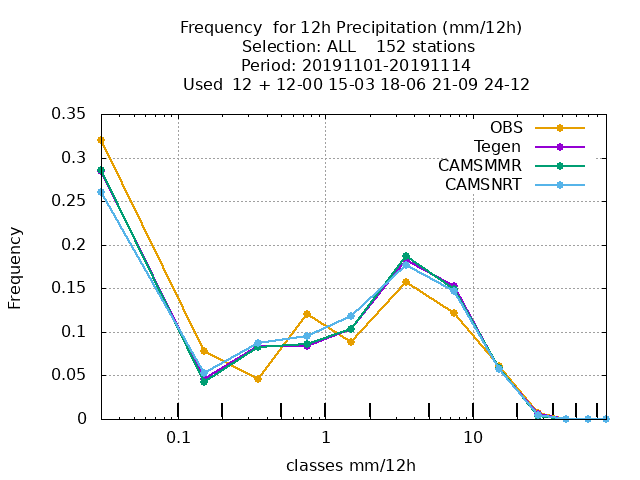 Frequency  for 12h Precipitation (mm/12h)
Selection: ALL    152 stations
Period: 20191101-20191114
Used  12 + 12-00 15-03 18-06 21-09 24-12
0.35
0.3
0.25
0.2
0.15
0.1
0.05
0
Frequency
OBS
Tegen
CAMSMMR
CAMSNRT
0.1 1 10
classes mm/12h